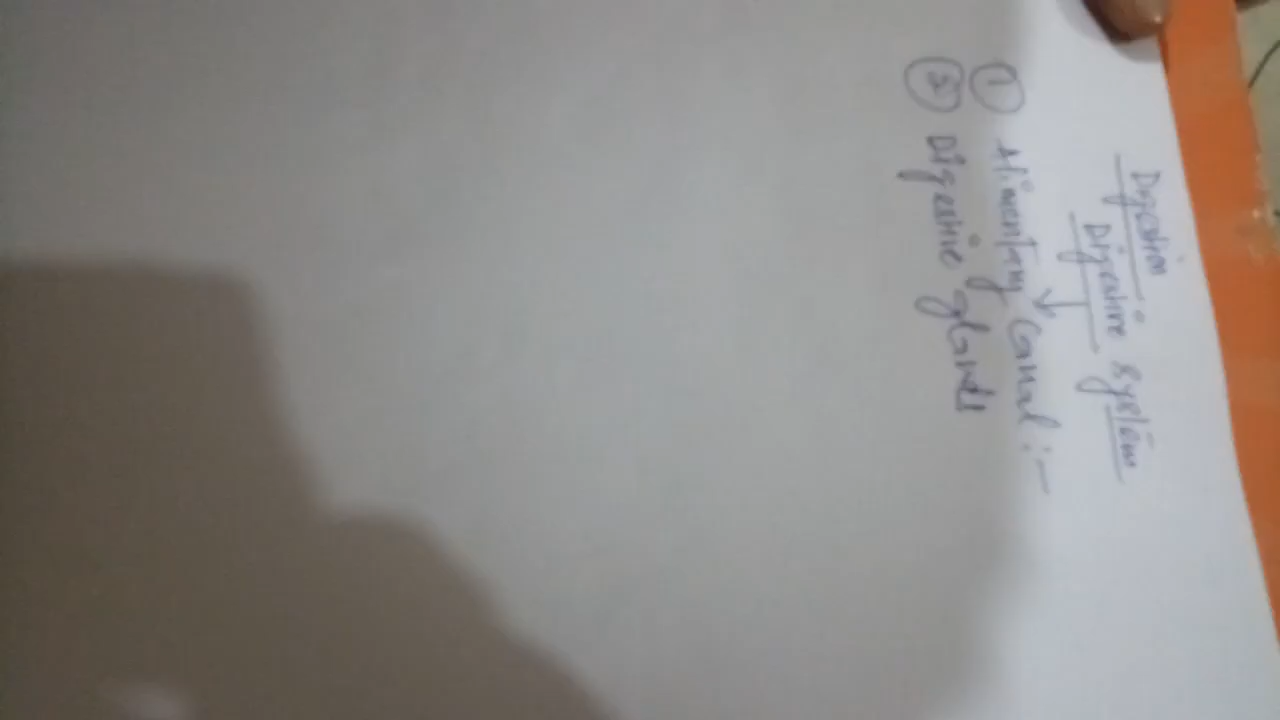 Digestion
Digestive System
① Alimentary Canal :-
② Digestive glands